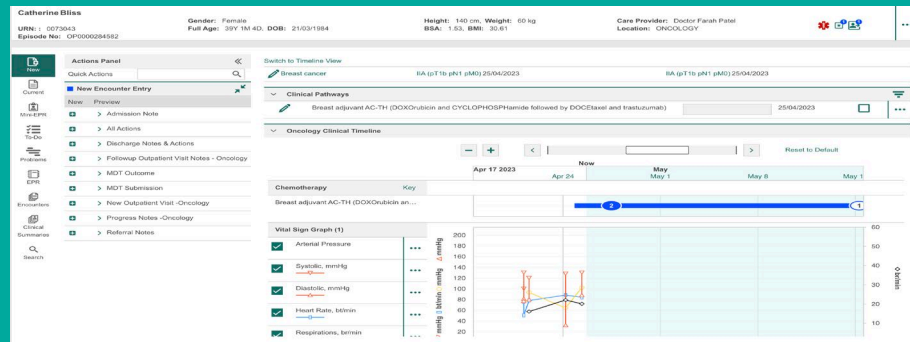 Catherine Bliss
URN: : 0073043
Episode No: OP0000284582
Gender: Female
Full Age: 39Y 1M 4D, DOB: 21/03/1984
Height: 140 cm, Weight: 60 kg
BSA: 1.53, BMI: 30.61
Care Provider: Doctor Farah Patel
Location: ONCOLOGY
New
Current
Mini-EPR
To-Do
Problems
EPR
Encounters
Clinical Summaries
Search
Actions Panel
Quick Actions
New Encounter Entry
New Preview
Admission Note
All Actions
Discharge Notes & Actions
Followup Outpatient Visit Notes - Oncology
MDT Outcome
MDT Submission
New Outpatient Visit -Oncology
Progress Notes -Oncology
Referral Notes
Switch to Timeline View
Breast cancer IIA (pT1b pN1 pM0) 25/04/2023 IIA (pT1b pN1 pM0) 25/04/2023
Clinical Pathways
Breast adjuvant AC-TH (DOXOrubicin and CYCLOPHOSPHamide followed by DOCEtaxel and trastuzumab) 25/04/2023
Oncology Clinical Timeline
Reset to Default
Now
Apr 17 2023 May
Apr 24 May 1 May 8 May 1
Chemotherapy Key
Breast adjuvant AC-TH (DOXOrubicin an...
2 1
Vital Sign Graph (1)
Arterial Pressure
Systolic, mmHg
Diastolic, mmHg
Heart Rate, bt/min
Respirations, br/min
mmHg bt/min mmHg mmHg
200
180
160
140
120
100
80
60
40
20
60
50
40
30
20
10
br/min